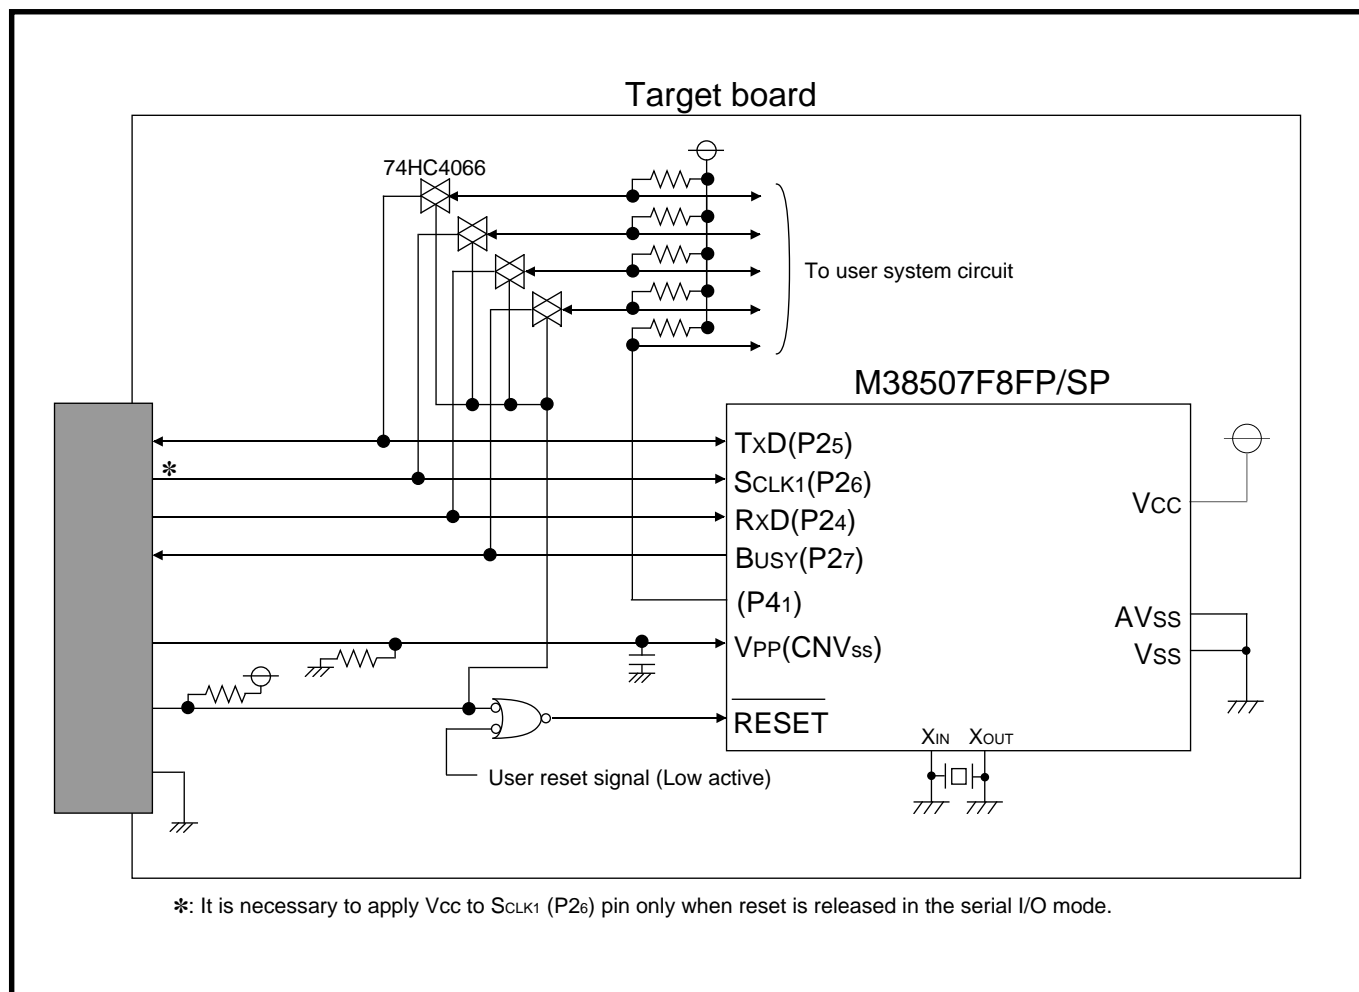 Target board
74HC4066
To user system circuit
M38507F8FP/SP
TXD(P25)
*
SCLK1(P26)
VCC
RXD(P24)
BUSY(P27)
(P41)
AVSS
VPP(CNVss)
VSS
RESET
XIN XOUT
User reset signal (Low active)
*: It is necessary to apply Vcc to SCLK1 (P26) pin only when reset is released in the serial I/O mode.